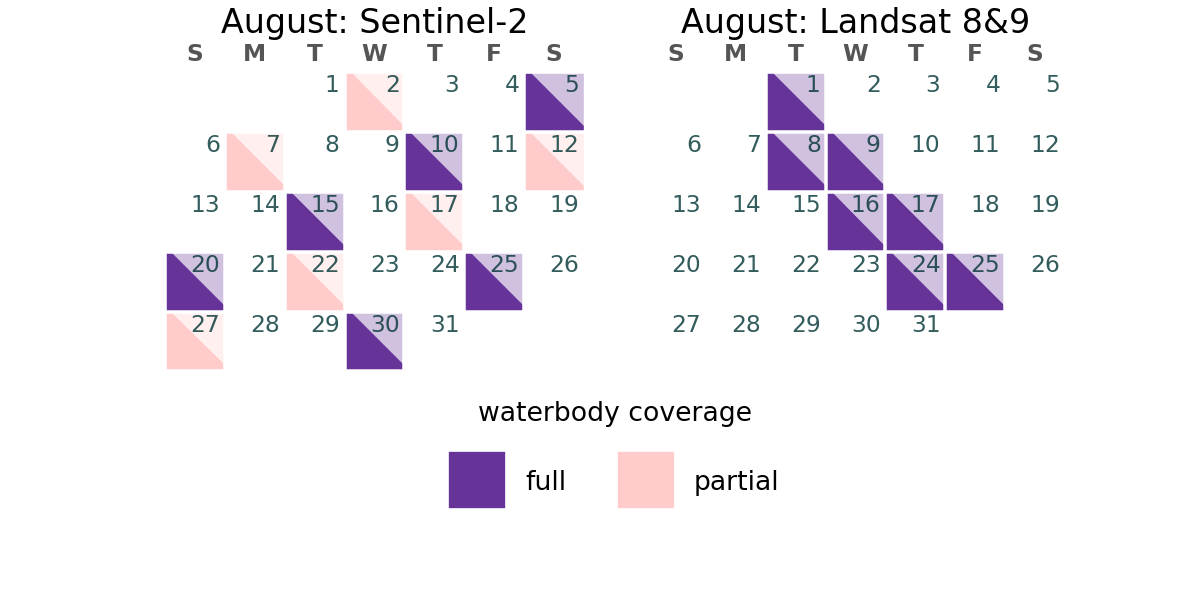 August: Sentinel-2
S M T W T F S
1 2 3 4 5
6 7 8 9 10 11 12
13 14 15 16 17 18 19
20 21 22 23 24 25 26
27 28 29 30 31
August: Landsat 8&9
S M T W T F S
1 2 3 4 5
6 7 8 9 10 11 12
13 14 15 16 17 18 19
20 21 22 23 24 25 26
27 28 29 30 31
waterbody coverage
full partial